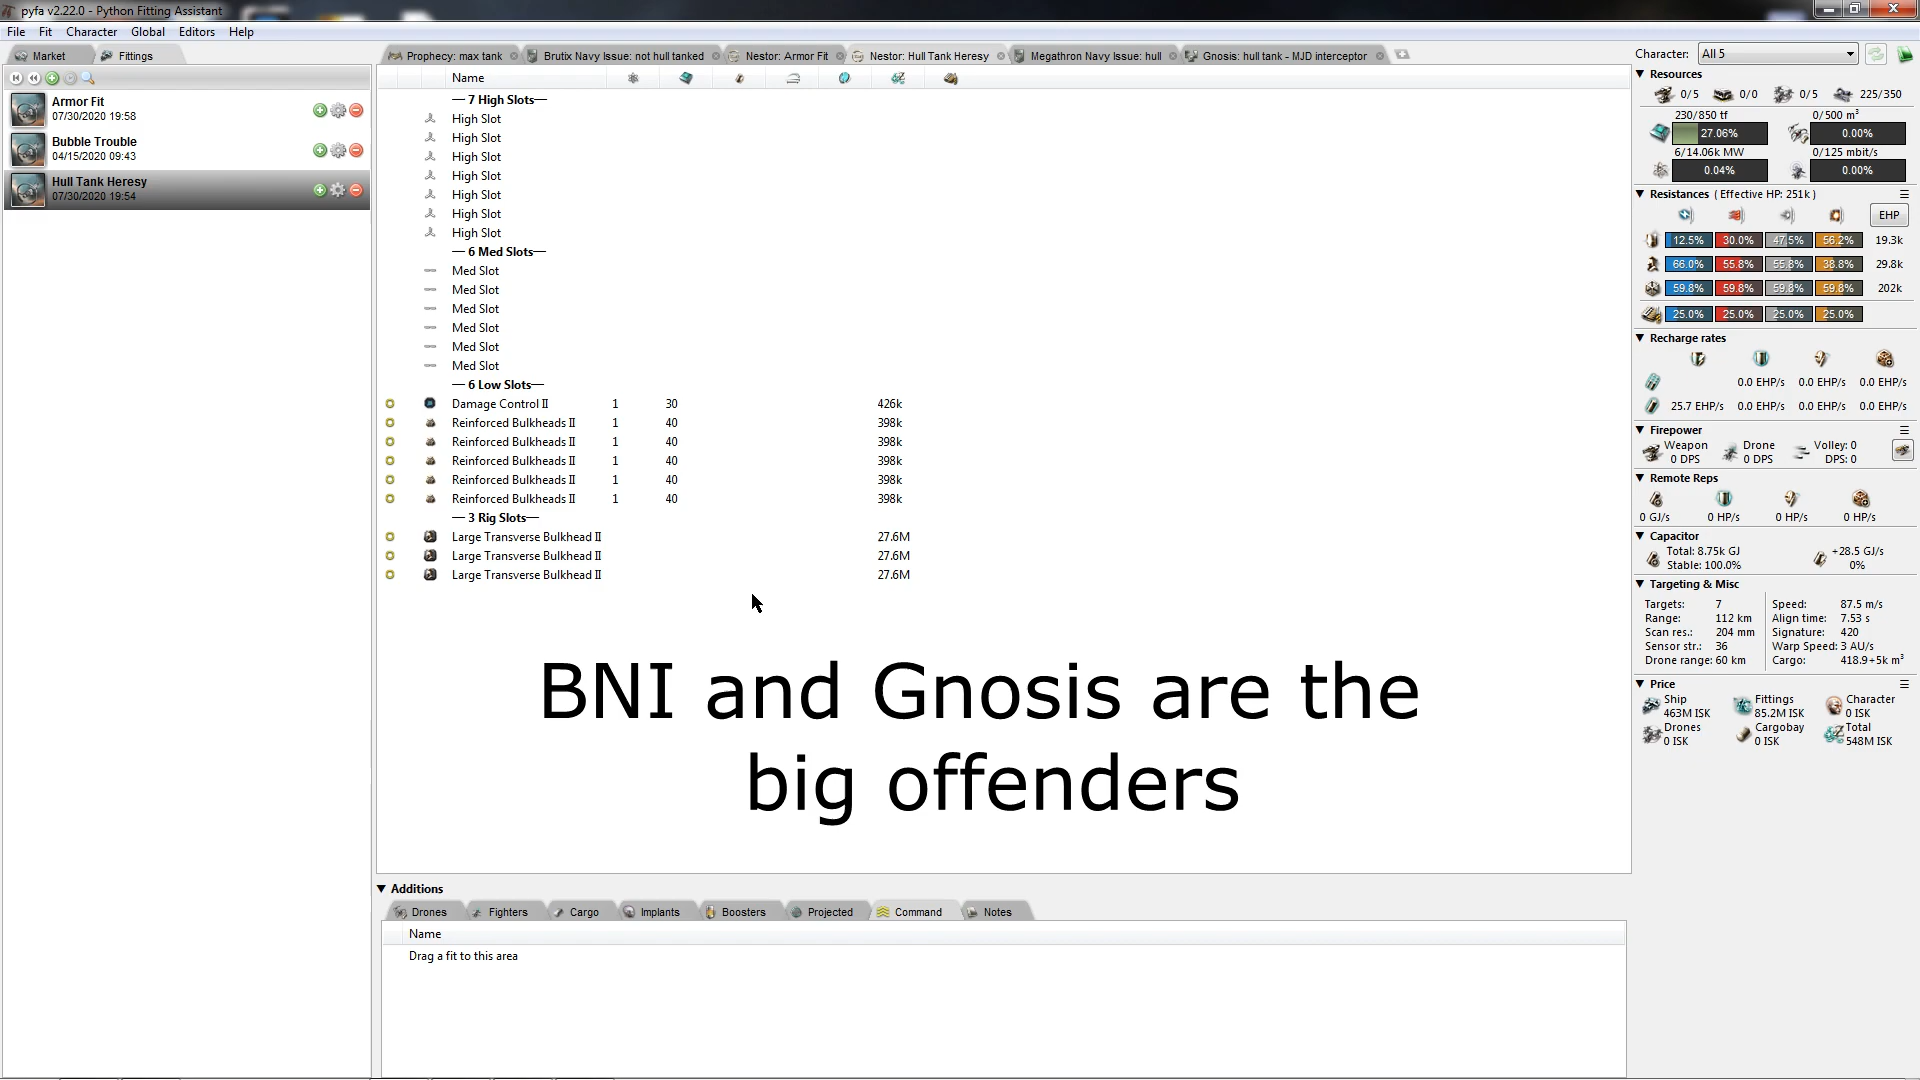 pyfa v2.22.0 - Python Fitting Assistant
File Fit Character Global Editors Help
Market Fittings
Armor Fit
07/30/2020 19:58
Bubble Trouble
04/15/2020 09:43
Hull Tank Heresy
07/30/2020 19:54
Prophecy: max tank Brutix Navy Issue: not hull tanked Nestor: Armor Fit Nestor: Hull Tank Heresy Megathron Navy Issue: hull Gnosis: hull tank - MJD interceptor
Name
— 7 High Slots—
High Slot
High Slot
High Slot
High Slot
High Slot
High Slot
High Slot
— 6 Med Slots—
Med Slot
Med Slot
Med Slot
Med Slot
Med Slot
Med Slot
— 6 Low Slots—
Damage Control II 1 30 426k
Reinforced Bulkheads II 1 40 398k
Reinforced Bulkheads II 1 40 398k
Reinforced Bulkheads II 1 40 398k
Reinforced Bulkheads II 1 40 398k
Reinforced Bulkheads II 1 40 398k
— 3 Rig Slots—
Large Transverse Bulkhead II 27.6M
Large Transverse Bulkhead II 27.6M
Large Transverse Bulkhead II 27.6M
BNI and Gnosis are the
big offenders
Additions
Drones Fighters Cargo Implants Boosters Projected Command Notes
Name
Drag a fit to this area
Character: All 5
Resources
0/5 0/0 0/5 225/350
230/850 tf 0/500 m³
27.06% 0.00%
6/14.06k MW 0/125 mbit/s
0.04% 0.00%
Resistances ( Effective HP: 251k )
EHP
12.5% 30.0% 47.5% 56.2% 19.3k
66.0% 55.8% 55.8% 38.8% 29.8k
59.8% 59.8% 59.8% 59.8% 202k
25.0% 25.0% 25.0% 25.0%
Recharge rates
0.0 EHP/s 0.0 EHP/s 0.0 EHP/s
25.7 EHP/s 0.0 EHP/s 0.0 EHP/s 0.0 EHP/s
Firepower
Weapon Drone Volley: 0
0 DPS 0 DPS DPS: 0
Remote Reps
0 GJ/s 0 HP/s 0 HP/s 0 HP/s
Capacitor
Total: 8.75k GJ +28.5 GJ/s
Stable: 100.0% 0%
Targeting & Misc
Targets: 7 Speed: 87.5 m/s
Range: 112 km Align time: 7.53 s
Scan res.: 204 mm Signature: 420
Sensor str.: 36 Warp Speed: 3 AU/s
Drone range: 60 km Cargo: 418.9+5k m³
Price
Ship Fittings Character
463M ISK 85.2M ISK 0 ISK
Drones Cargobay Total
0 ISK 0 ISK 548M ISK